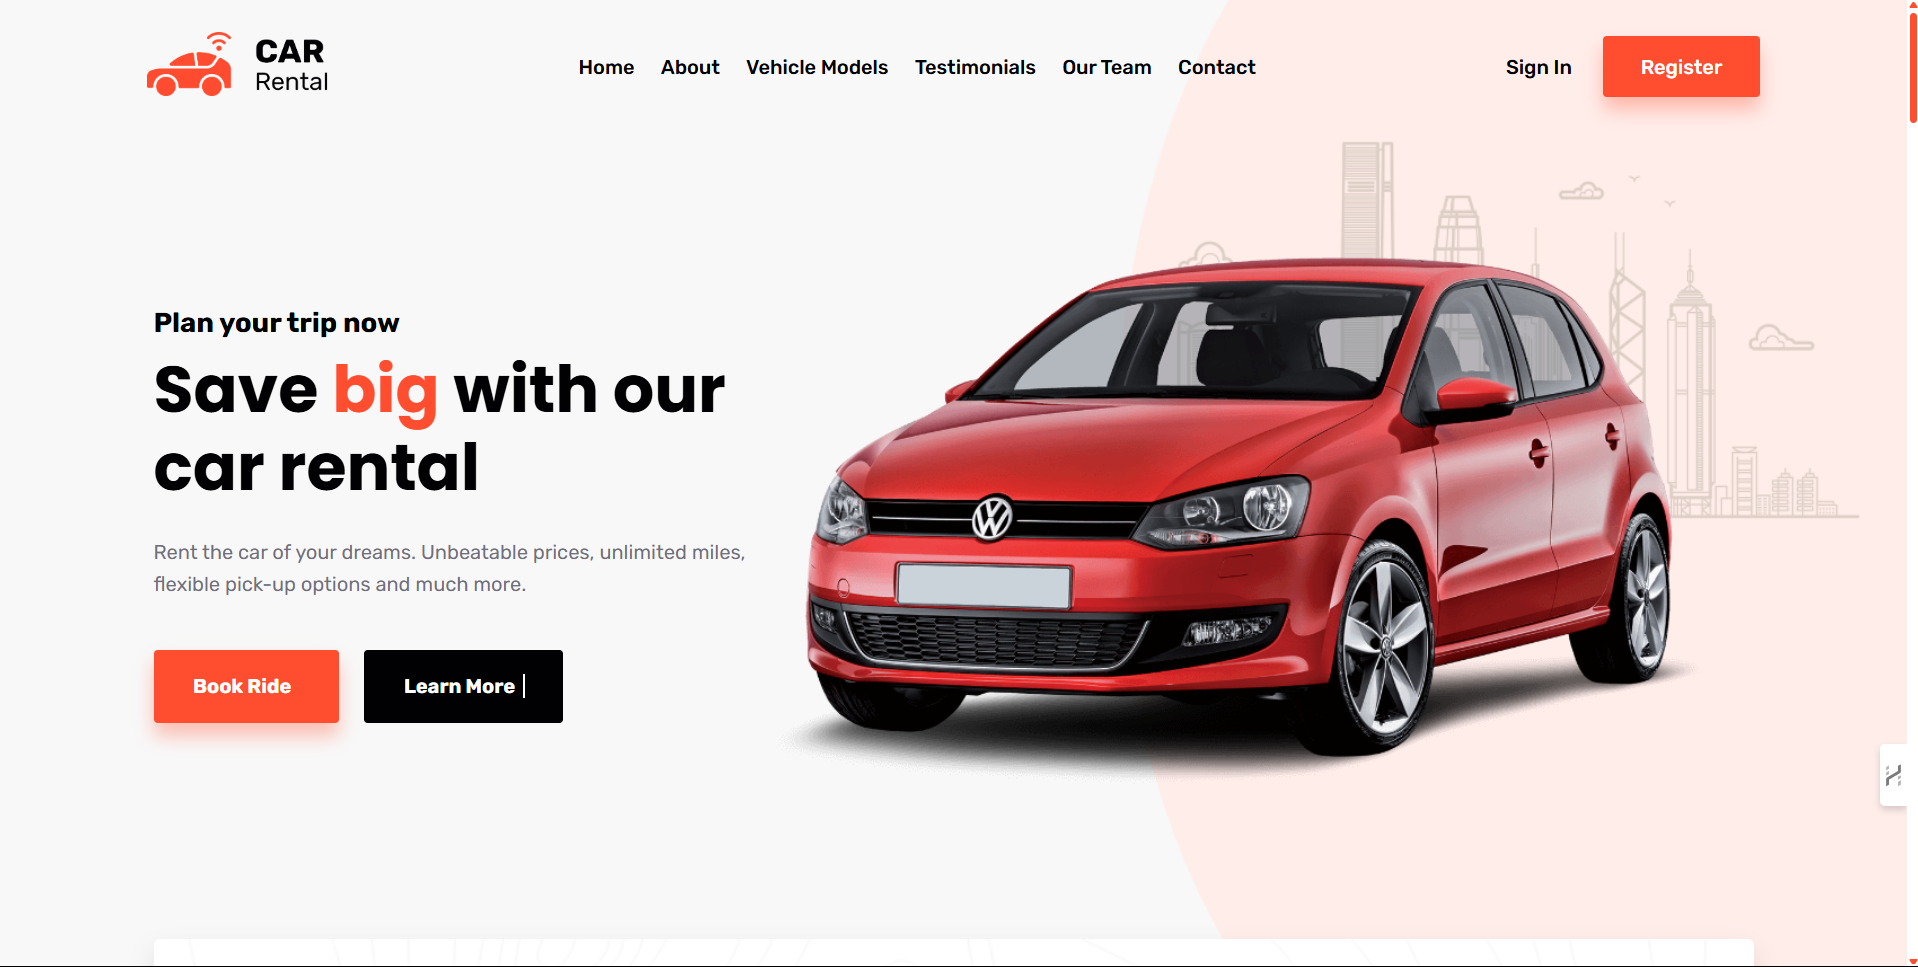 CAR
Rental
Home
About
Vehicle Models
Testimonials
Our Team
Contact
Sign In
Register
Plan your trip now
Save big with our
car rental
Rent the car of your dreams. Unbeatable prices, unlimited miles,
flexible pick-up options and much more.
Book Ride
Learn More